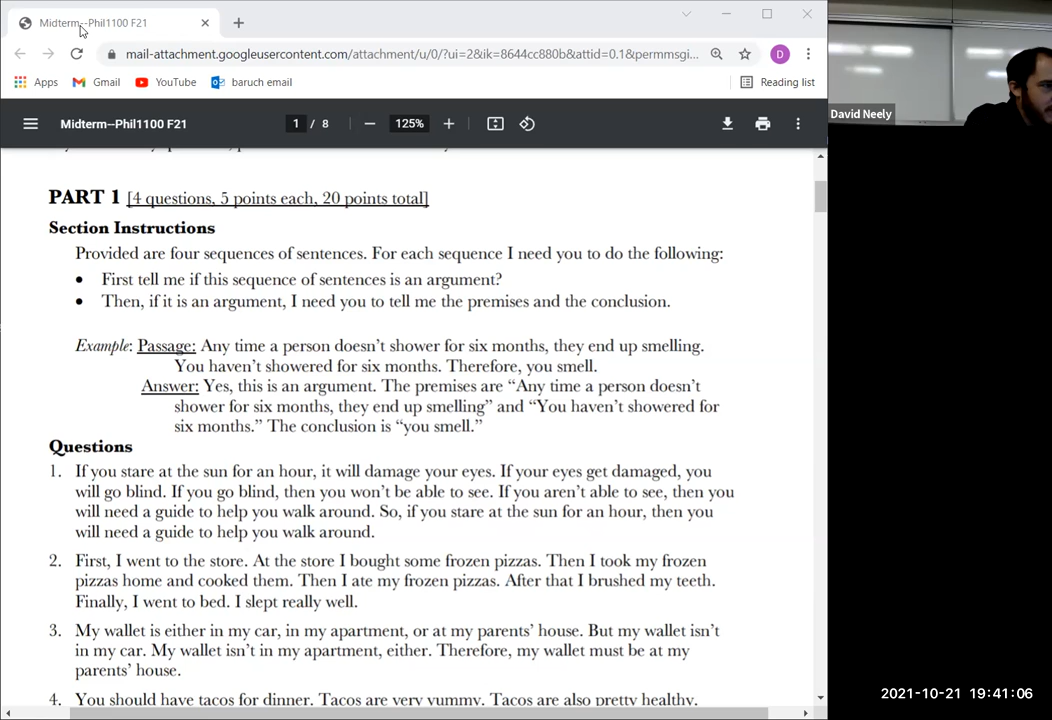 Midterm--Phil1100 F21
mail-attachment.googleusercontent.com/attachment/u/0/?ui=2&ik=8644cc880b&attid=0.1&permmsgi...
D
Apps Gmail YouTube baruch email Reading list
Midterm--Phil1100 F21 1 / 8 125%
PART 1 [4 questions, 5 points each, 20 points total]
Section Instructions
Provided are four sequences of sentences. For each sequence I need you to do the following:
• First tell me if this sequence of sentences is an argument?
• Then, if it is an argument, I need you to tell me the premises and the conclusion.
Example: Passage: Any time a person doesn't shower for six months, they end up smelling.
You haven't showered for six months. Therefore, you smell.
Answer: Yes, this is an argument. The premises are "Any time a person doesn't
shower for six months, they end up smelling" and "You haven't showered for
six months." The conclusion is "you smell."
Questions
1. If you stare at the sun for an hour, it will damage your eyes. If your eyes get damaged, you
will go blind. If you go blind, then you won't be able to see. If you aren't able to see, then you
will need a guide to help you walk around. So, if you stare at the sun for an hour, then you
will need a guide to help you walk around.
2. First, I went to the store. At the store I bought some frozen pizzas. Then I took my frozen
pizzas home and cooked them. Then I ate my frozen pizzas. After that I brushed my teeth.
Finally, I went to bed. I slept really well.
3. My wallet is either in my car, in my apartment, or at my parents' house. But my wallet isn't
in my car. My wallet isn't in my apartment, either. Therefore, my wallet must be at my
parents' house.
4. You should have tacos for dinner. Tacos are very yummy. Tacos are also pretty healthy.
David Neely
2021-10-21 19:41:06